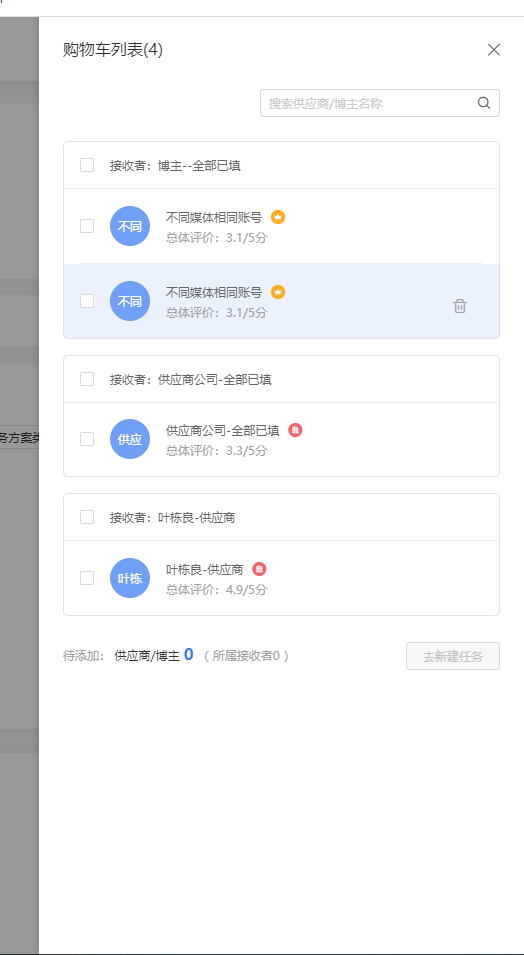 购物车列表(4)
搜索供应商/博主名称
接收者：博主--全部已填
不同
不同媒体相同账号
总体评价：3.1/5分
不同
不同媒体相同账号
总体评价：3.1/5分
接收者：供应商公司-全部已填
务方案类
供应
供应商公司-全部已填
总体评价：3.3/5分
接收者：叶栋良-供应商
叶栋
叶栋良-供应商
总体评价：4.9/5分
待添加： 供应商/博主 0 （所属接收者0）
去新建任务